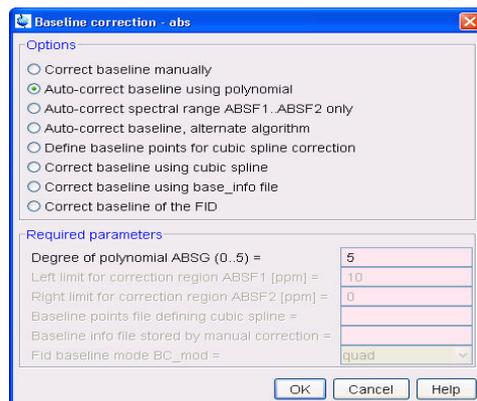 Baseline correction - abs
Options
Correct baseline manually
Auto-correct baseline using polynomial
Auto-correct spectral range ABSF1..ABSF2 only
Auto-correct baseline, alternate algorithm
Define baseline points for cubic spline correction
Correct baseline using cubic spline
Correct baseline using base_info file
Correct baseline of the FID
Required parameters
Degree of polynomial ABSG (0..5) = 5
Left limit for correction region ABSF1 [ppm] = 10
Right limit for correction region ABSF2 [ppm] = 0
Baseline points file defining cubic spline =
Baseline info file stored by manual correction =
Fid baseline mode BC_mod = quad
OK Cancel Help